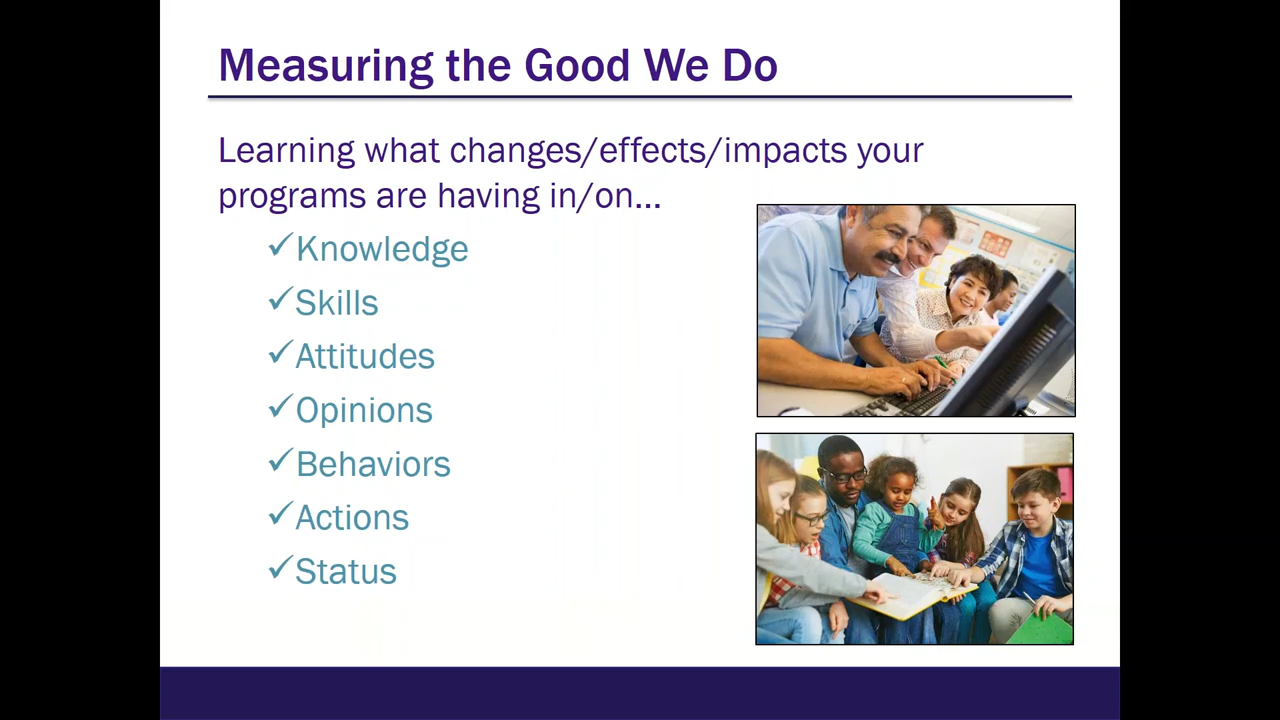 Measuring the Good We Do
Learning what changes/effects/impacts your
programs are having in/on...
✓Knowledge
✓Skills
✓Attitudes
✓Opinions
✓Behaviors
✓Actions
✓Status